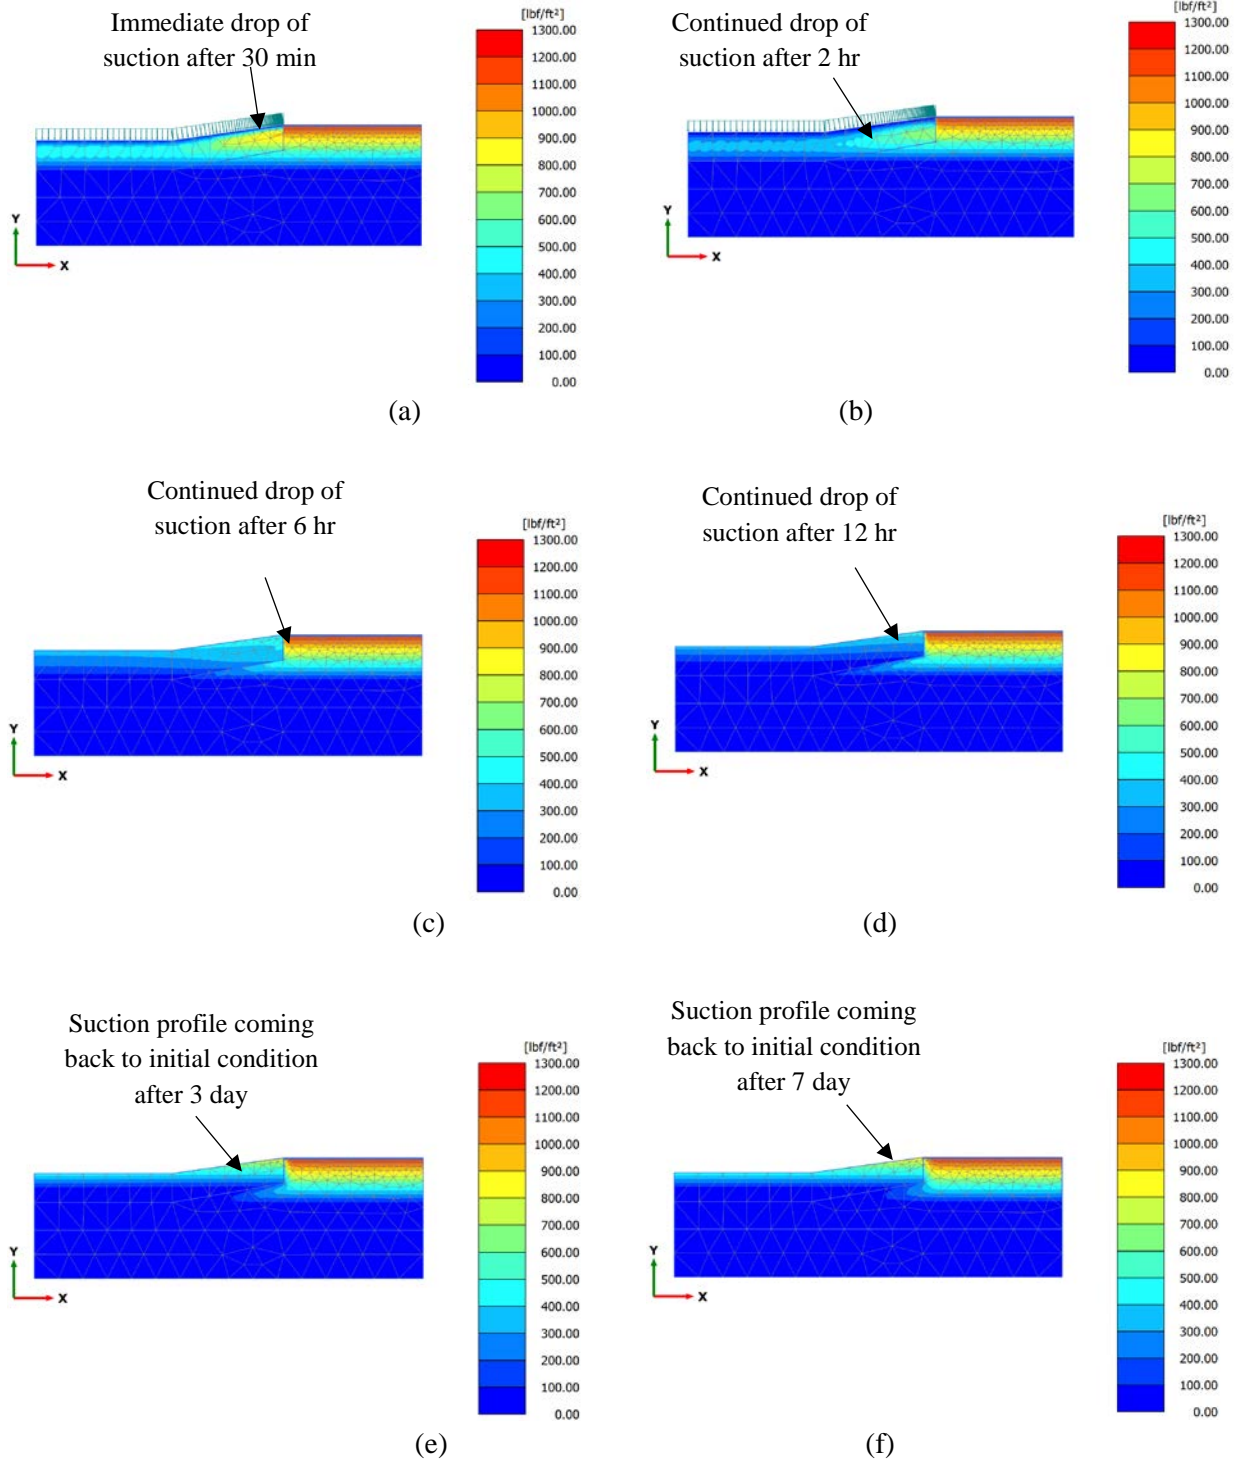 Immediate drop of
suction after 30 min
[lbf/ft²]
1300.00
1200.00
1100.00
1000.00
900.00
800.00
700.00
600.00
500.00
400.00
300.00
200.00
100.00
0.00
Y
X
(a)
Continued drop of
suction after 2 hr
[lbf/ft²]
1300.00
1200.00
1100.00
1000.00
900.00
800.00
700.00
600.00
500.00
400.00
300.00
200.00
100.00
0.00
Y
X
(b)
Continued drop of
suction after 6 hr
[lbf/ft²]
1300.00
1200.00
1100.00
1000.00
900.00
800.00
700.00
600.00
500.00
400.00
300.00
200.00
100.00
0.00
Y
X
(c)
Continued drop of
suction after 12 hr
[lbf/ft²]
1300.00
1200.00
1100.00
1000.00
900.00
800.00
700.00
600.00
500.00
400.00
300.00
200.00
100.00
0.00
Y
X
(d)
Suction profile coming
back to initial condition
after 3 day
[lbf/ft²]
1300.00
1200.00
1100.00
1000.00
900.00
800.00
700.00
600.00
500.00
400.00
300.00
200.00
100.00
0.00
Y
X
(e)
Suction profile coming
back to initial condition
after 7 day
[lbf/ft²]
1300.00
1200.00
1100.00
1000.00
900.00
800.00
700.00
600.00
500.00
400.00
300.00
200.00
100.00
0.00
Y
X
(f)